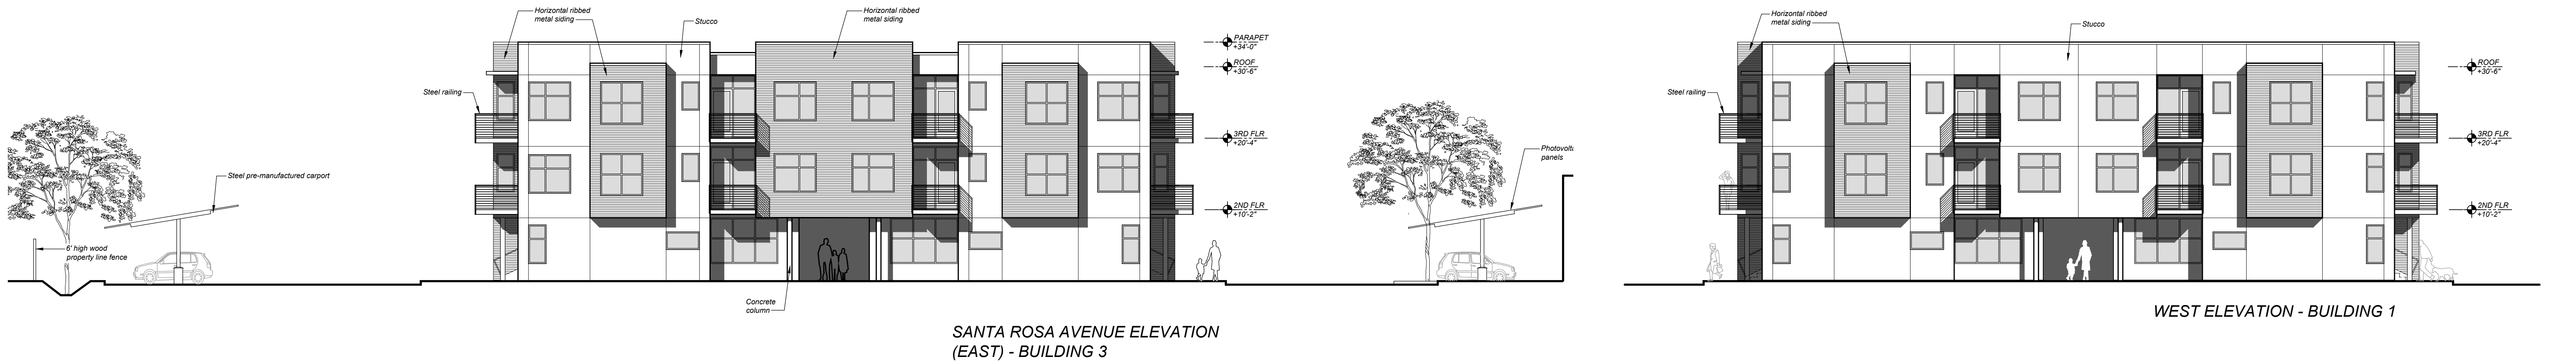 Horizontal ribbed
metal siding
Stucco
Horizontal ribbed
metal siding
PARAPET
+34'-0"
ROOF
+30'-6"
Steel railing
3RD FLR
+20'-4"
Photovolt
panels
Steel pre-manufactured carport
2ND FLR
+10'-2"
6' high wood
property line fence
Concrete
column
SANTA ROSA AVENUE ELEVATION
(EAST) - BUILDING 3
Horizontal ribbed
metal siding
Stucco
ROOF
+30'-6"
Steel railing
3RD FLR
+20'-4"
2ND FLR
+10'-2"
WEST ELEVATION - BUILDING 1